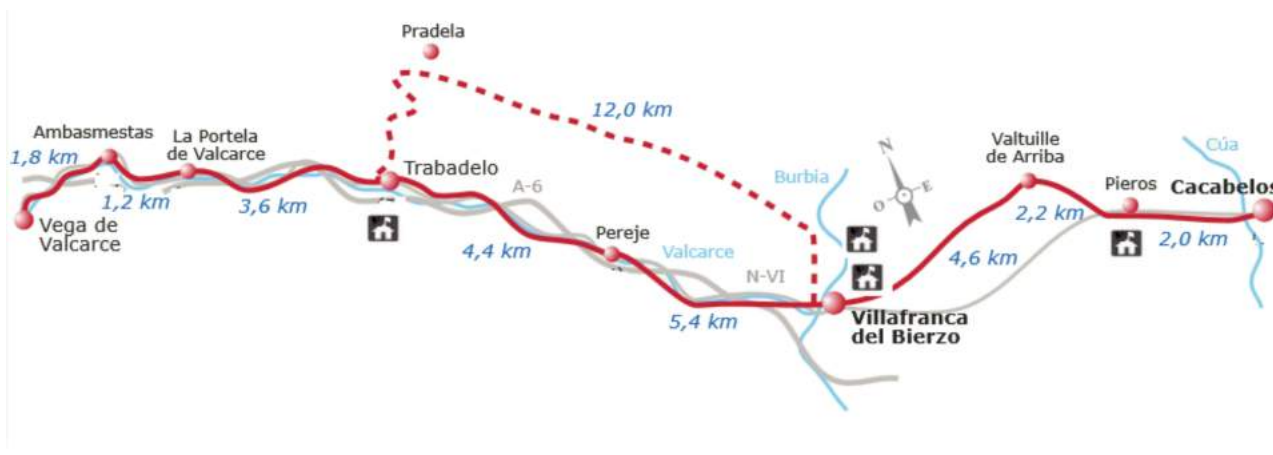 Pradela
12,0 km
Ambasmestas
1,8 km
La Portela
de Valcarce
Trabadelo
A-6
1,2 km
3,6 km
Vega de
Valcarce
4,4 km
Pereje
Valcarce
N-VI
5,4 km
Burbia
N
E
O
Villafranca
del Bierzo
4,6 km
Valtuille
de Arriba
2,2 km
Pieros
2,0 km
Cúa
Cacabelos